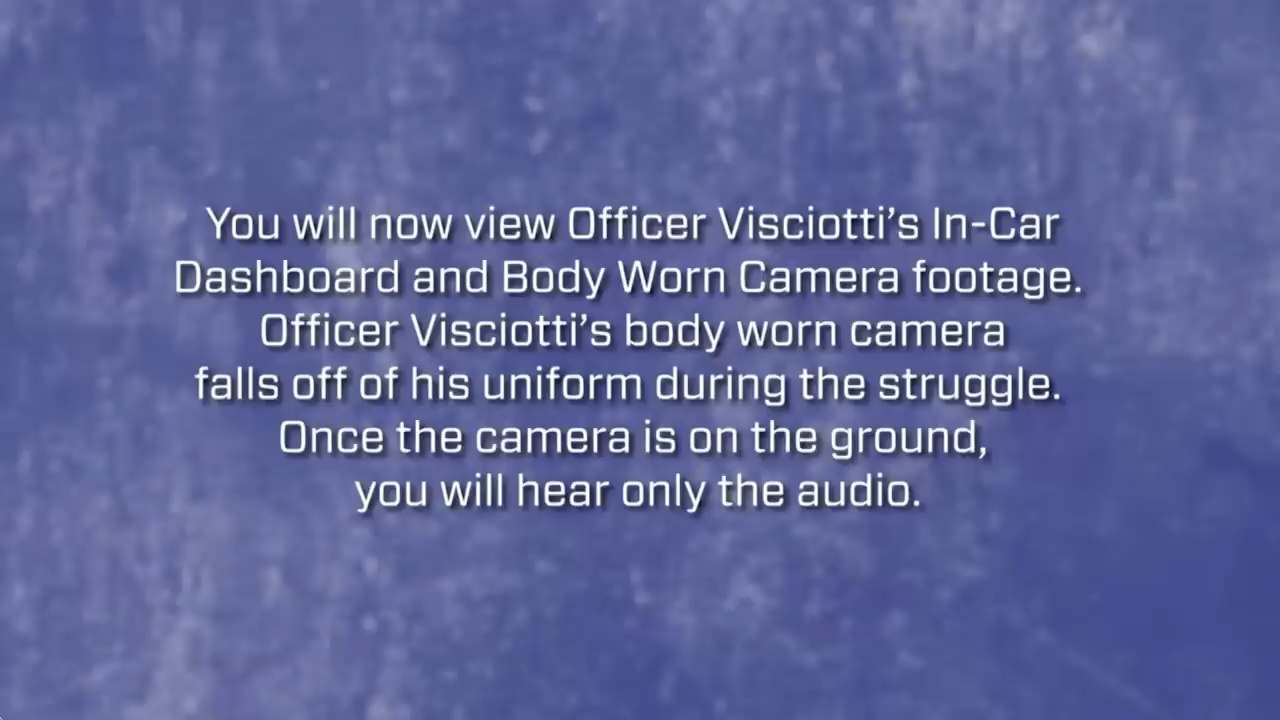 You will now view Officer Visciotti’s In-Car
Dashboard and Body Worn Camera footage.
Officer Visciotti’s body worn camera
falls off of his uniform during the struggle.
Once the camera is on the ground,
you will hear only the audio.